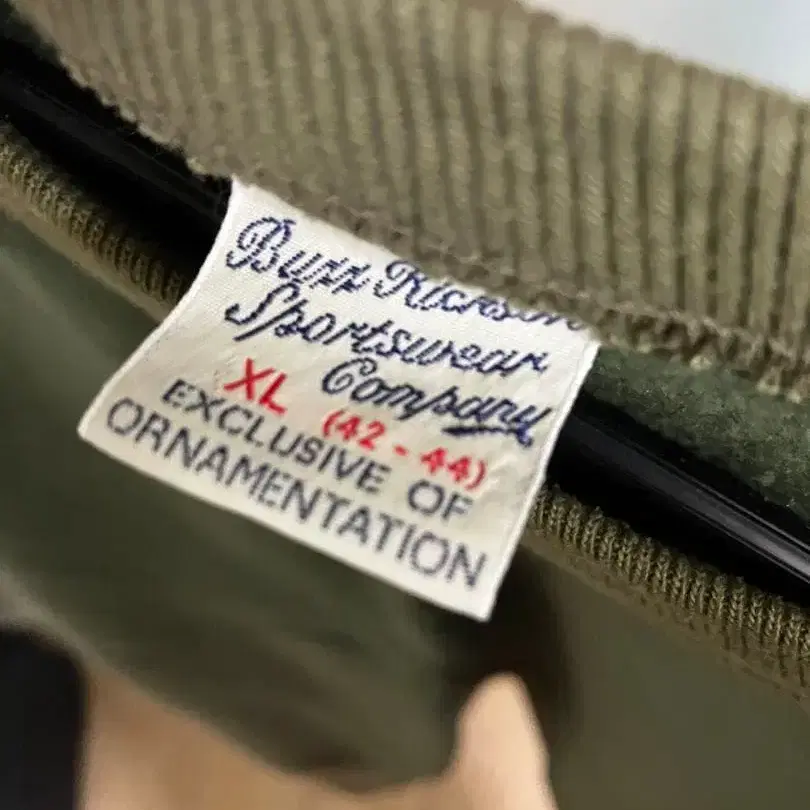 Buzz Rickson
Sportswear
Company
XL (42 - 44)
EXCLUSIVE OF
ORNAMENTATION